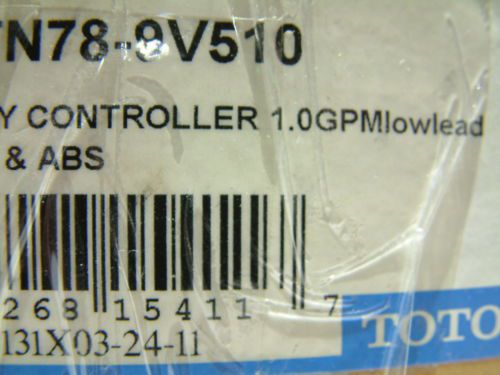 TN78-9V510
Y CONTROLLER 1.0GPMlowlead
& ABS
268 15411 7
131X03-24-11
TOTO